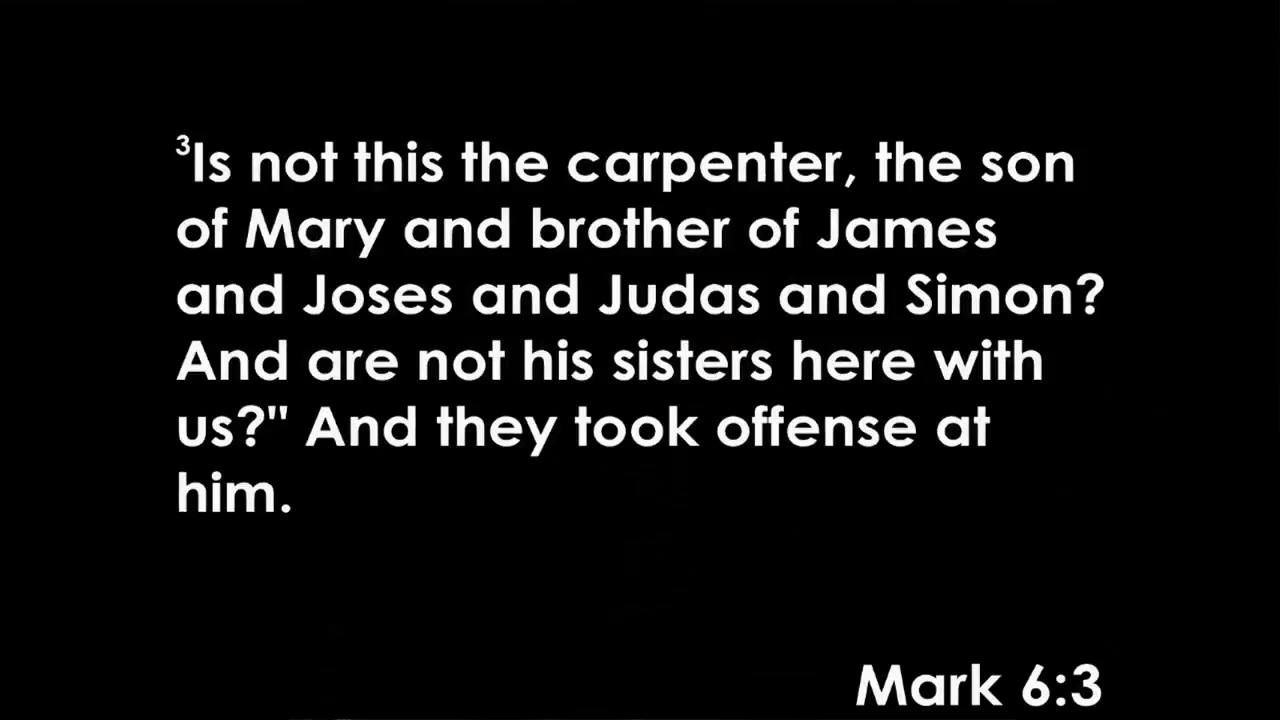 ³Is not this the carpenter, the son
of Mary and brother of James
and Joses and Judas and Simon?
And are not his sisters here with
us?" And they took offense at
him.
Mark 6:3